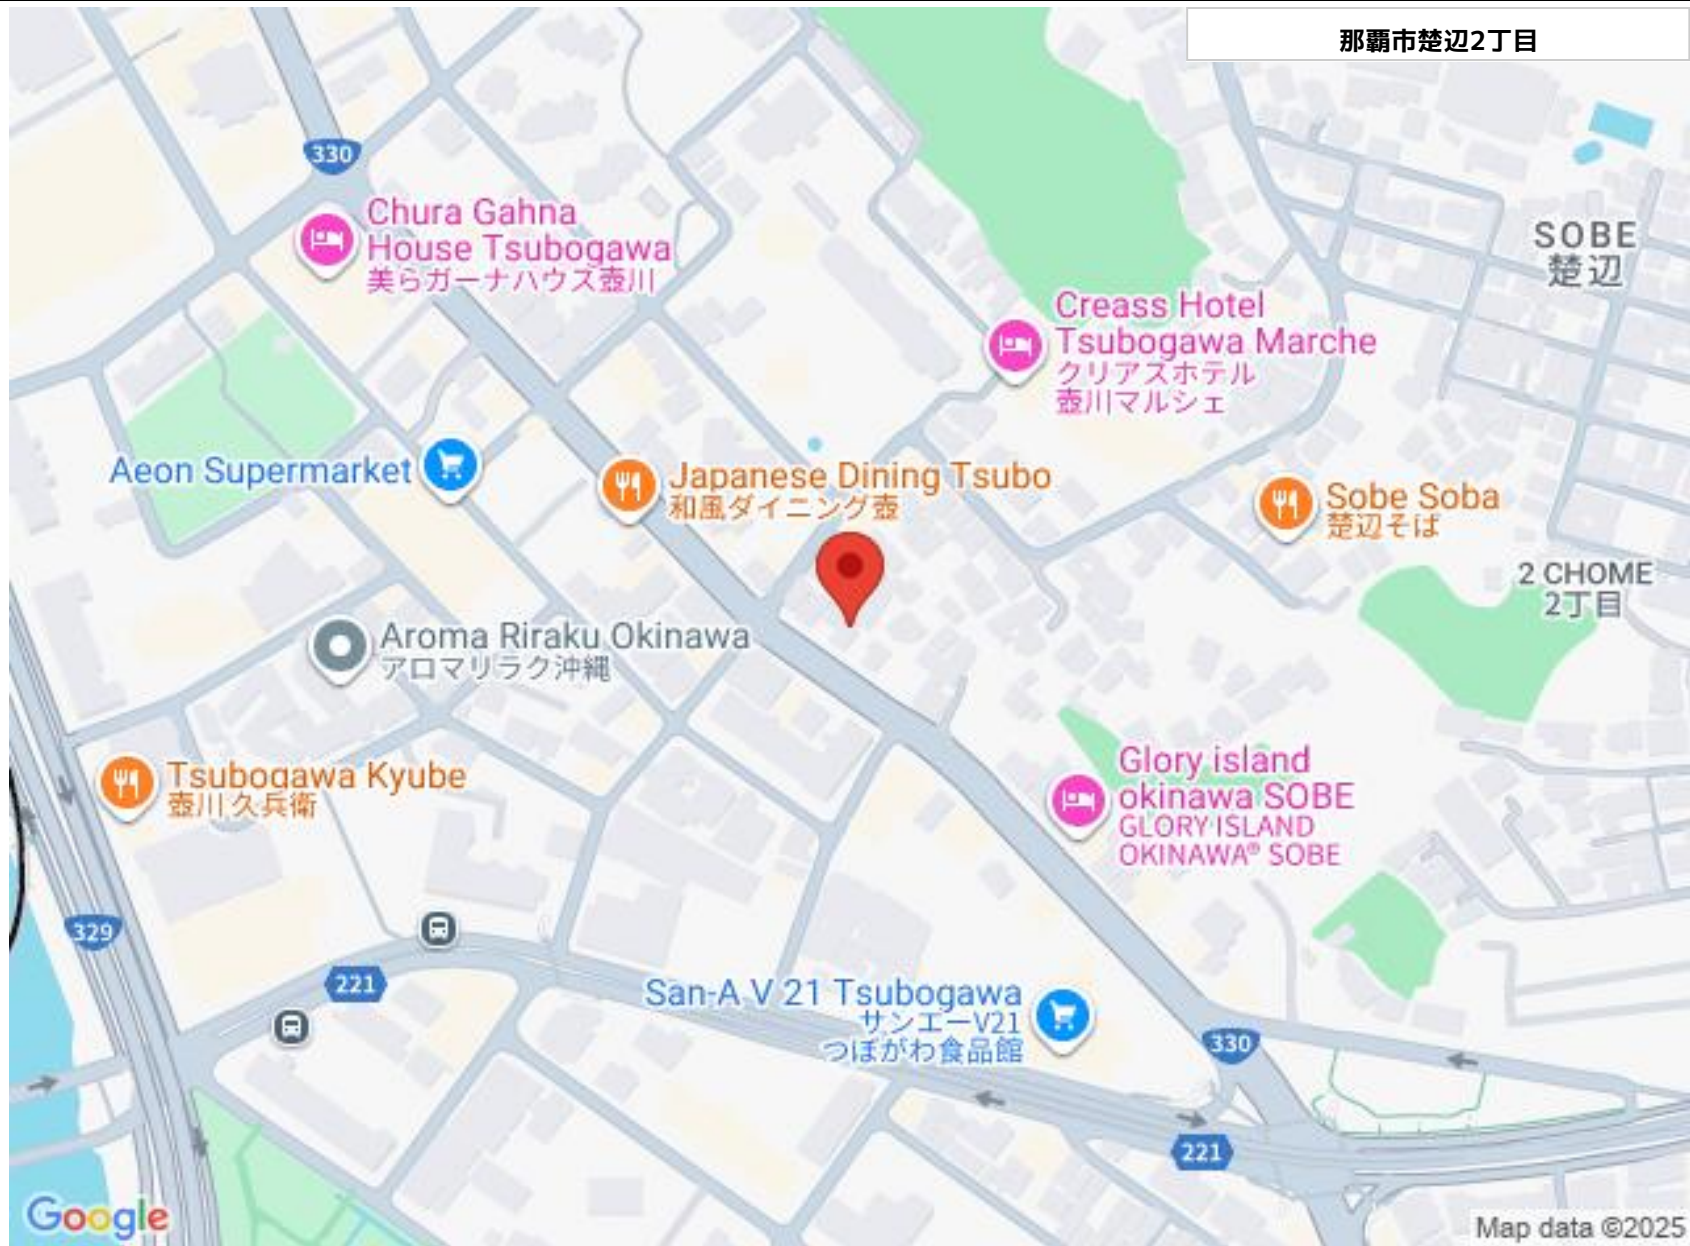 那覇市楚辺2丁目
330
Chura Gahna
House Tsubogawa
美らガーナハウス壺川
SOBE
楚辺
Creass Hotel
Tsubogawa Marche
クリアスホテル
壺川マルシェ
Aeon Supermarket
Japanese Dining Tsubo
和風ダイニング壺
Sobe Soba
楚辺そば
2 CHOME
2丁目
Aroma Riraku Okinawa
アロマリラク沖縄
Tsubogawa Kyube
壺川 久兵衛
Glory island
okinawa SOBE
GLORY ISLAND
OKINAWA® SOBE
329
221
San-A V 21 Tsubogawa
サンエーV21
つぼがわ食品館
330
221
Google
Map data ©2025